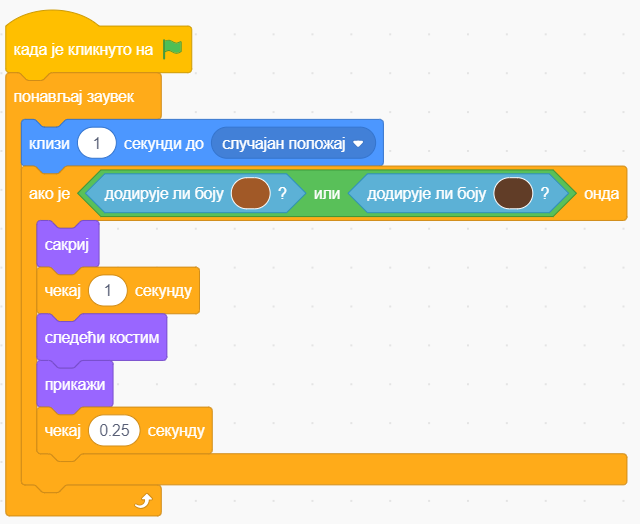 када је кликнуто на
понављај заувек
клизи 1 секунди до случајан положај
ако је додирује ли боју ? или додирује ли боју ? онда
сакриј
чекај 1 секунду
следећи костим
прикажи
чекај 0.25 секунду